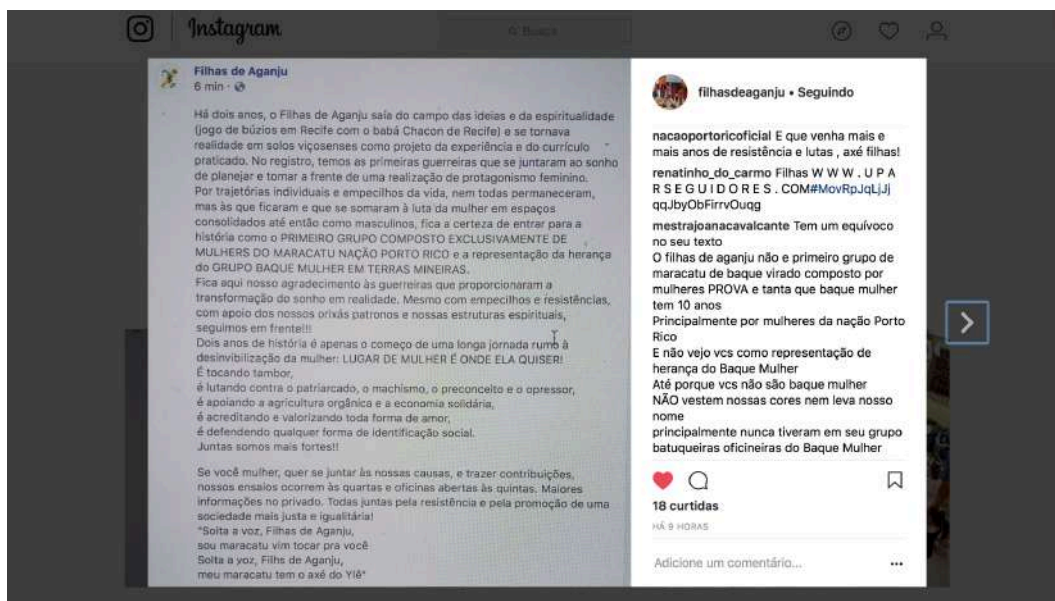 Instagram
Busca
Filhas de Aganju
6 min ·
Há dois anos, o Filhas de Aganju saía do campo das ideias e da espiritualidade
(jogo de búzios em Recife com o babá Chacon de Recife) e se tornava
realidade em solos viçosenses como projeto da experiência e do currículo
praticado. No registro, temos as primeiras guerreiras que se juntaram ao sonho
de planejar e tomar a frente de uma realização de protagonismo feminino.
Por trajetórias individuais e empecilhos da vida, nem todas permaneceram,
mas às que ficaram e que se somaram à luta da mulher em espaços
consolidados até então como masculinos, fica a certeza de entrar para a
história como o PRIMEIRO GRUPO COMPOSTO EXCLUSIVAMENTE DE
MULHERS DO MARACATU NAÇÃO PORTO RICO e a representação da herança
do GRUPO BAQUE MULHER EM TERRAS MINEIRAS.
Fica aqui nosso agradecimento às guerreiras que proporcionaram a
transformação do sonho em realidade. Mesmo com empecilhos e resistências,
com apoio dos nossos orixás patronos e nossas estruturas espirituais,
seguimos em frente!!!
Dois anos de história é apenas o começo de uma longa jornada rumo à
desinvibilização da mulher: LUGAR DE MULHER É ONDE ELA QUISER!
É tocando tambor,
é lutando contra o patriarcado, o machismo, o preconceito e o opressor,
é apoiando a agricultura orgânica e a economia solidária,
é acreditando e valorizando toda forma de amor,
é defendendo qualquer forma de identificação social.
Juntas somos mais fortes!!
Se você mulher, quer se juntar às nossas causas, e trazer contribuições,
nossos ensaios ocorrem às quartas e oficinas abertas às quintas. Maiores
informações no privado. Todas juntas pela resistência e pela promoção de uma
sociedade mais justa e igualitária!
"Solta a voz, Filhas de Aganju,
sou maracatu vim tocar pra você
Solta a voz, Filhs de Aganju,
meu maracatu tem o axé do Ylê"
filhasdeaganju • Seguindo
nacaoportoricoficial E que venha mais e
mais anos de resistência e lutas , axé filhas!
renatinho_do_carmo Filhas W W W . U P A
R S E G U I D O R E S . COM#MovRpJqLjJj
qqJbyObFirrvOuqg
mestrajoanacavalcante Tem um equívoco
no seu texto
O filhas de aganju não e primeiro grupo de
maracatu de baque virado composto por
mulheres PROVA e tanta que baque mulher
tem 10 anos
Principalmente por mulheres da nação Porto
Rico
E não vejo vcs como representação de
herança do Baque Mulher
Até porque vcs não são baque mulher
NÃO vestem nossas cores nem leva nosso
nome
principalmente nunca tiveram em seu grupo
batuqueiras oficineiras do Baque Mulher
18 curtidas
HÁ 9 HORAS
Adicione um comentário...